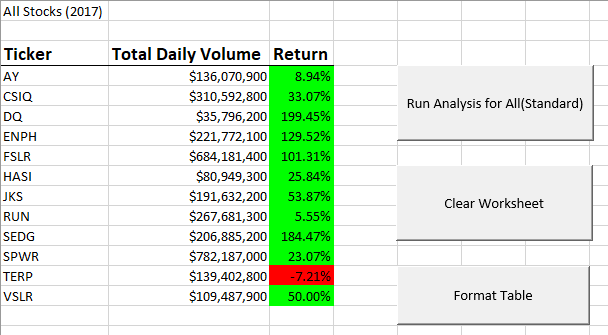 All Stocks (2017)
Ticker Total Daily Volume Return
AY $136,070,900 8.94%
CSIQ $310,592,800 33.07%
DQ $35,796,200 199.45%
ENPH $221,772,100 129.52%
FSLR $684,181,400 101.31%
HASI $80,949,300 25.84%
JKS $191,632,200 53.87%
RUN $267,681,300 5.55%
SEDG $206,885,200 184.47%
SPWR $782,187,000 23.07%
TERP $139,402,800 -7.21%
VSLR $109,487,900 50.00%
Run Analysis for All(Standard)
Clear Worksheet
Format Table